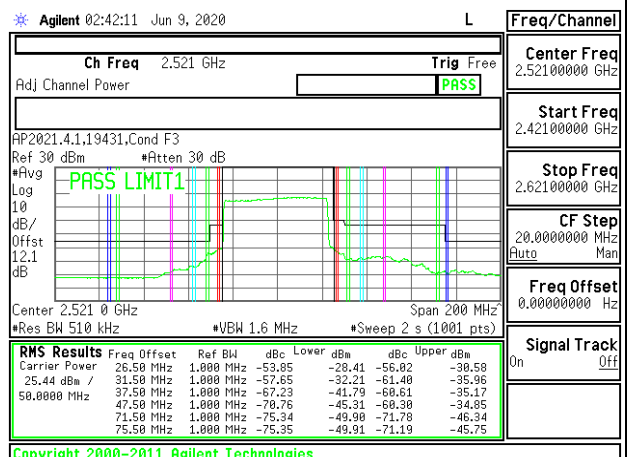 Agilent 02:42:11 Jun 9, 2020 L
Freq/Channel
Ch Freq 2.521 GHz Trig Free
Adj Channel Power PASS
Center Freq
2.52100000 GHz
Start Freq
2.42100000 GHz
Stop Freq
2.62100000 GHz
CF Step
20.0000000 MHz
Auto Man
Freq Offset
0.00000000 Hz
Signal Track
On Off
AP2021.4.1,19431,Cond F3
Ref 30 dBm #Atten 30 dB
#Avg
Log
10
dB/
Offst
12.1
dB
PASS LIMIT1
Center 2.521 0 GHz Span 200 MHz^
#Res BW 510 kHz #VBW 1.6 MHz #Sweep 2 s (1001 pts)
RMS Results Freq Offset Ref BW dBc Lower dBm dBc Upper dBm
Carrier Power 26.50 MHz 1.000 MHz -53.85 -28.41 -56.02 -30.58
25.44 dBm / 31.50 MHz 1.000 MHz -57.65 -32.21 -61.40 -35.96
50.0000 MHz 37.50 MHz 1.000 MHz -67.23 -41.79 -60.61 -35.17
47.50 MHz 1.000 MHz -70.76 -45.31 -60.30 -34.85
71.50 MHz 1.000 MHz -75.34 -49.90 -71.78 -46.34
75.50 MHz 1.000 MHz -75.35 -49.91 -71.19 -45.75
Copyright 2000-2011 Agilent Technologies